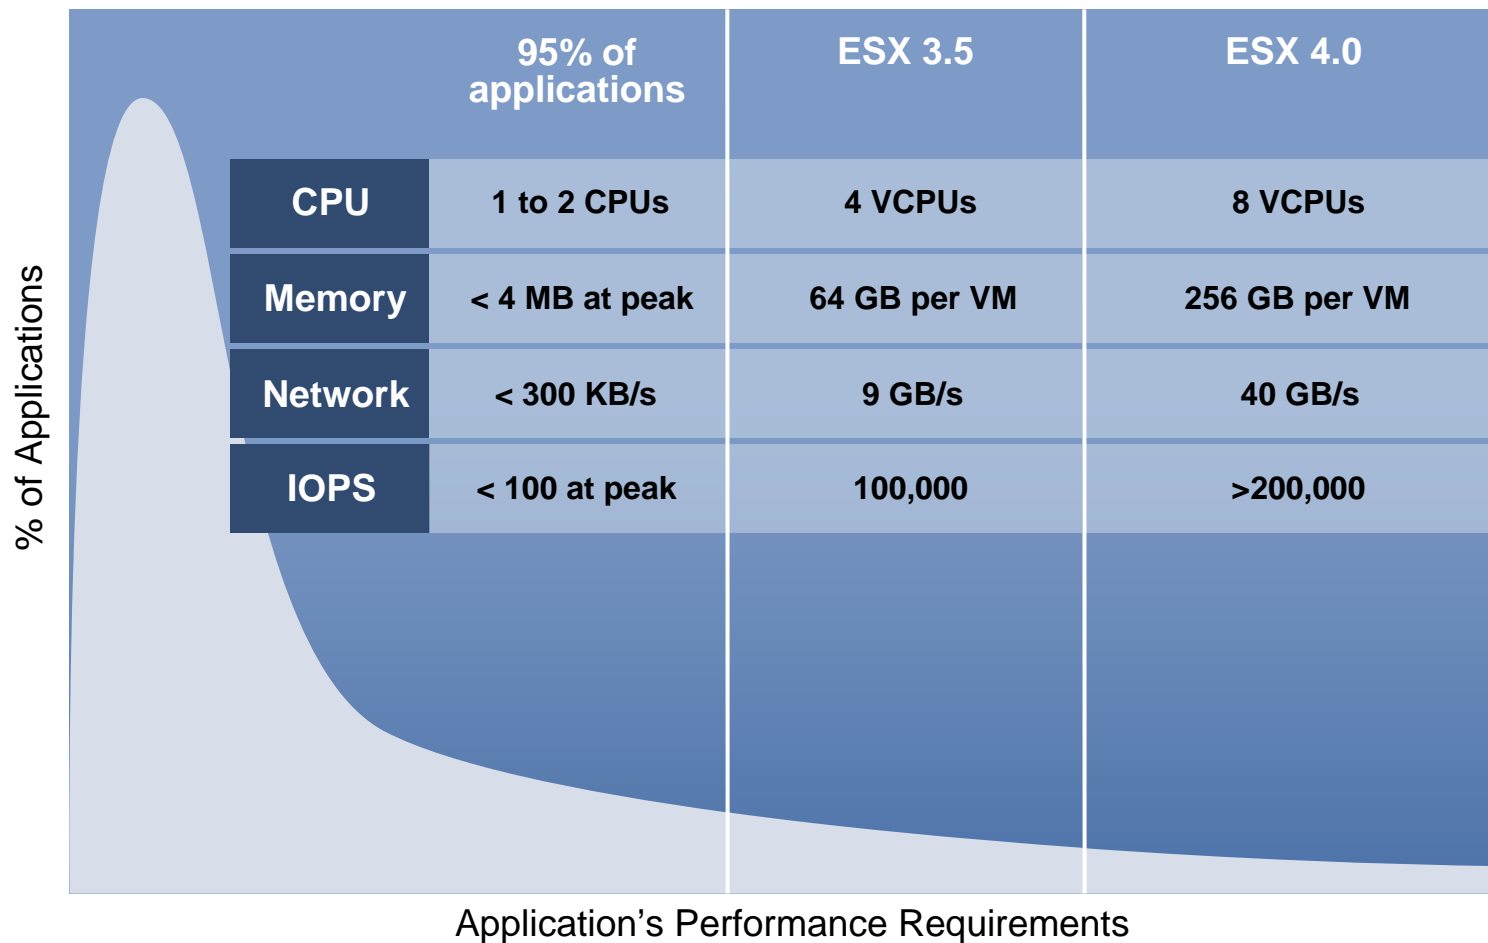 95% of
applications
ESX 3.5
ESX 4.0
CPU
1 to 2 CPUs
4 VCPUs
8 VCPUs
Memory
< 4 MB at peak
64 GB per VM
256 GB per VM
Network
< 300 KB/s
9 GB/s
40 GB/s
IOPS
< 100 at peak
100,000
>200,000
% of Applications
Application’s Performance Requirements